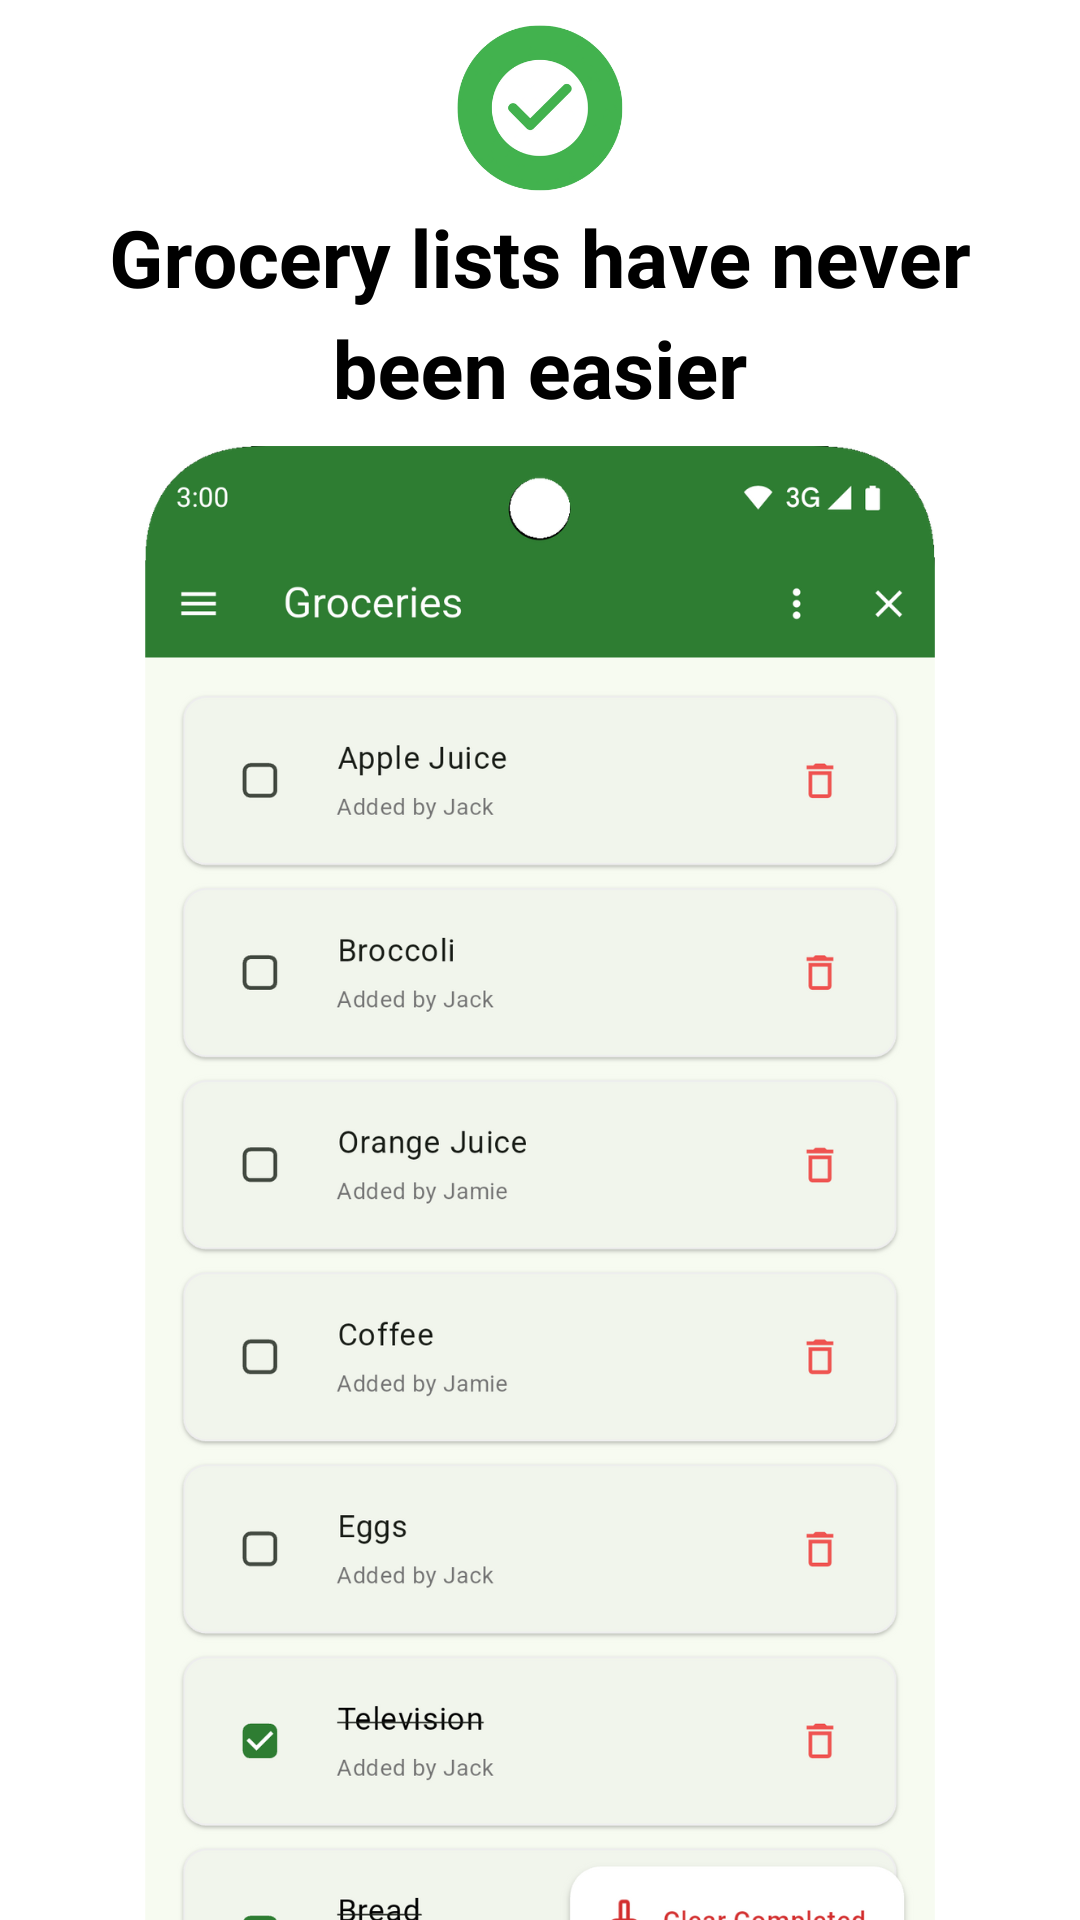 Grocery lists have never
been easier
3:00
3G
Groceries
Apple Juice
Added by Jack
Broccoli
Added by Jack
Orange Juice
Added by Jamie
Coffee
Added by Jamie
Eggs
Added by Jack
Television
Added by Jack
Bread
Clear Completed